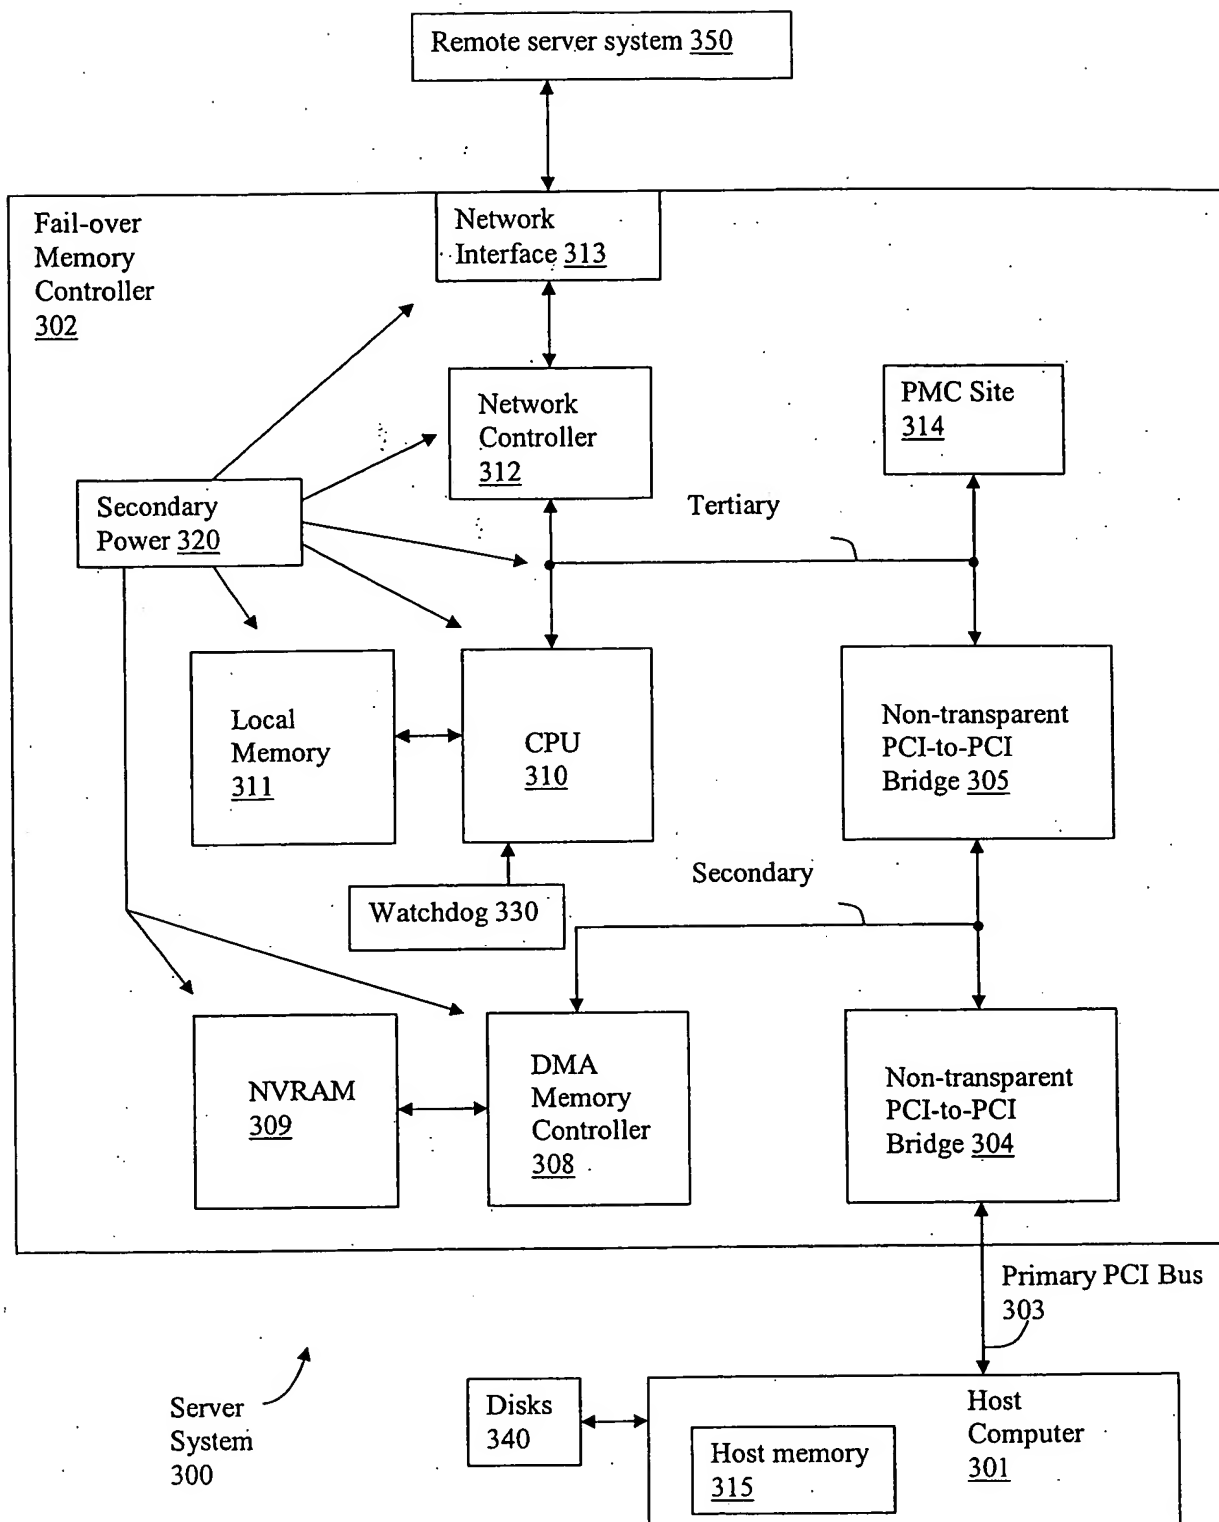 Remote server system 350
Fail-over
Memory
Controller
302
Network
Interface 313
Network
Controller
312
PMC Site
314
Secondary
Power 320
Tertiary
Local
Memory
311
CPU
310
Non-transparent
PCI-to-PCI
Bridge 305
Secondary
Watchdog 330
NVRAM
309
DMA
Memory
Controller
308
Non-transparent
PCI-to-PCI
Bridge 304
Primary PCI Bus
303
Server
System
300
Disks
340
Host
Computer
301
Host memory
315